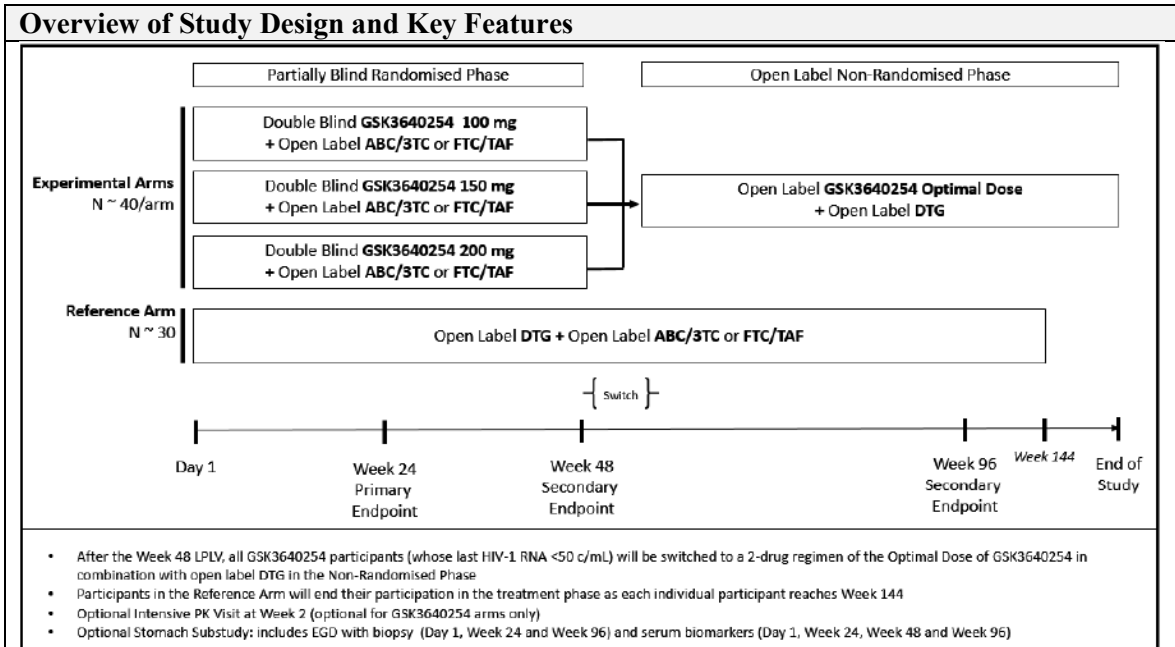 Overview of Study Design and Key Features
Partially Blind Randomised Phase
Open Label Non-Randomised Phase
Experimental Arms
N ~ 40/arm
Double Blind GSK3640254 100 mg
+ Open Label ABC/3TC or FTC/TAF
Double Blind GSK3640254 150 mg
+ Open Label ABC/3TC or FTC/TAF
Double Blind GSK3640254 200 mg
+ Open Label ABC/3TC or FTC/TAF
Open Label GSK3640254 Optimal Dose
+ Open Label DTG
Reference Arm
N ~ 30
Open Label DTG + Open Label ABC/3TC or FTC/TAF
{ Switch }
Day 1
Week 24
Primary
Endpoint
Week 48
Secondary
Endpoint
Week 96
Secondary
Endpoint
Week 144
End of
Study
• After the Week 48 LPLV, all GSK3640254 participants (whose last HIV-1 RNA <50 c/mL) will be switched to a 2-drug regimen of the Optimal Dose of GSK3640254 in
combination with open label DTG in the Non-Randomised Phase
• Participants in the Reference Arm will end their participation in the treatment phase as each individual participant reaches Week 144
• Optional Intensive PK Visit at Week 2 (optional for GSK3640254 arms only)
• Optional Stomach Substudy: includes EGD with biopsy (Day 1, Week 24 and Week 96) and serum biomarkers (Day 1, Week 24, Week 48 and Week 96)